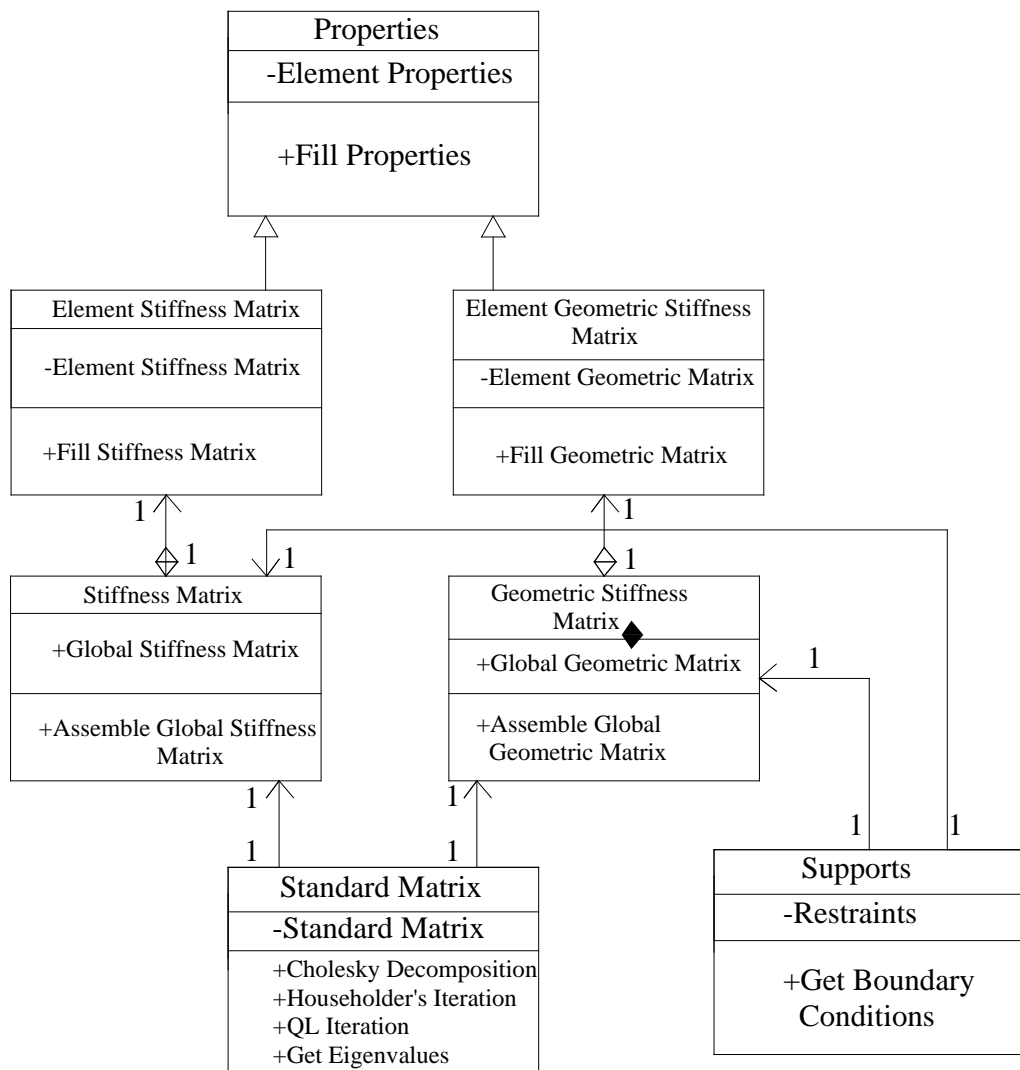 Properties
-Element Properties
+Fill Properties
Element Stiffness Matrix
-Element Stiffness Matrix
+Fill Stiffness Matrix
Element Geometric Stiffness
Matrix
-Element Geometric Matrix
+Fill Geometric Matrix
1
1
1
1
1
Stiffness Matrix
+Global Stiffness Matrix
+Assemble Global Stiffness
Matrix
Geometric Stiffness
Matrix
+Global Geometric Matrix
+Assemble Global
Geometric Matrix
1
1
1
1
1
1
1
Standard Matrix
-Standard Matrix
+Cholesky Decomposition
+Householder's Iteration
+QL Iteration
+Get Eigenvalues
Supports
-Restraints
+Get Boundary
Conditions